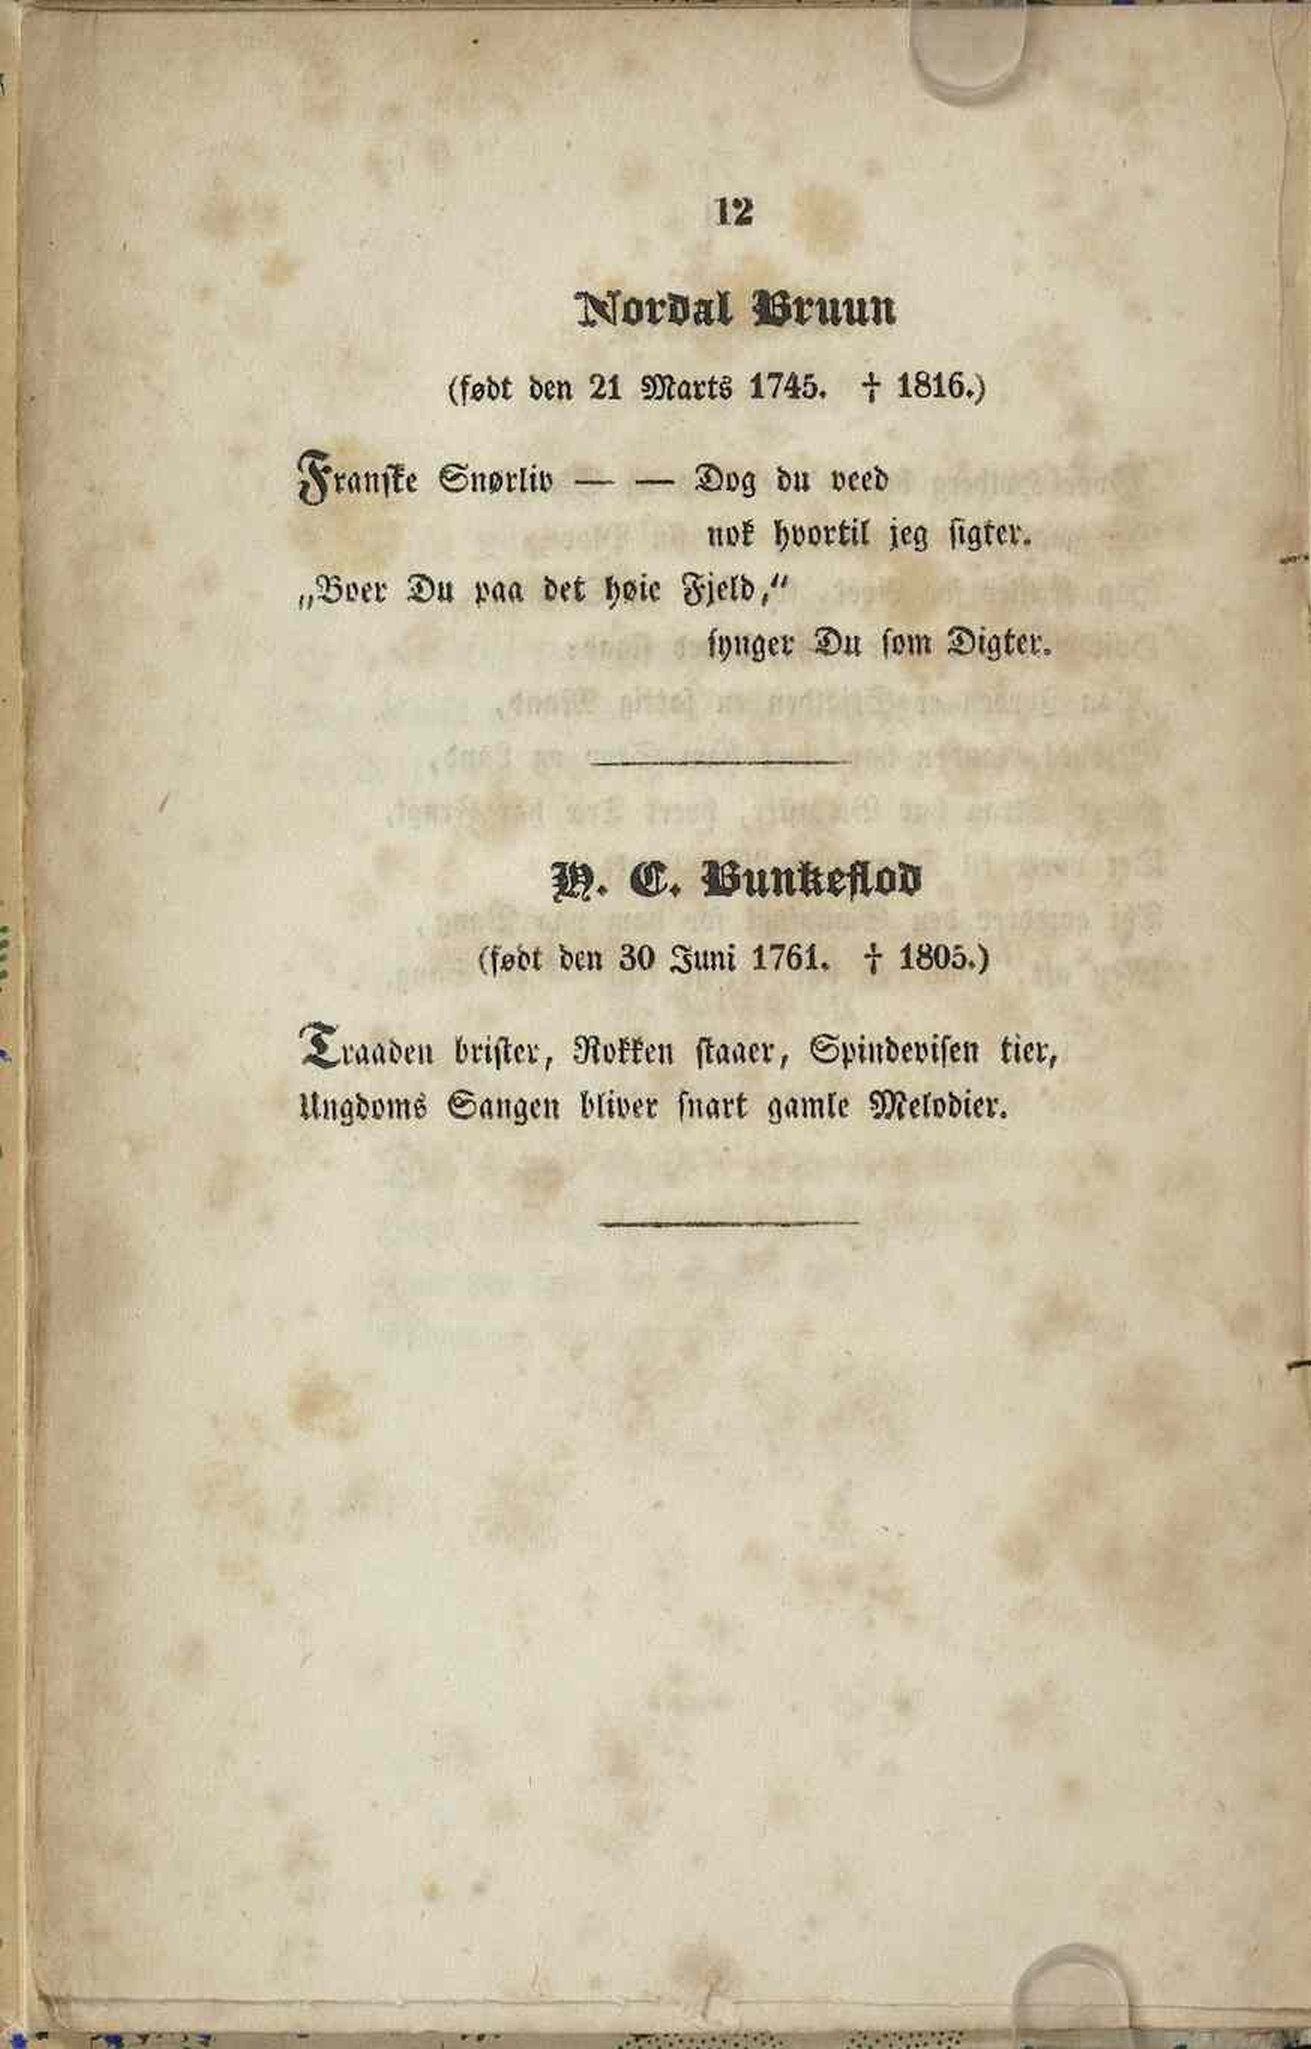 12
Nordal Bruun
(født den 21 Marts 1745. † 1816.)
Franske Snørliv — — Dog du veed
nok hvortil jeg sigter.
„Boer Du paa det høie Fjeld,“
synger Du som Digter.
H. C. Bunkeflod
(født den 30 Juni 1761. † 1805.)
Traaden brister, Rokken staaer, Spindevisen tier,
Ungdoms Sangen bliver snart gamle Melodier.